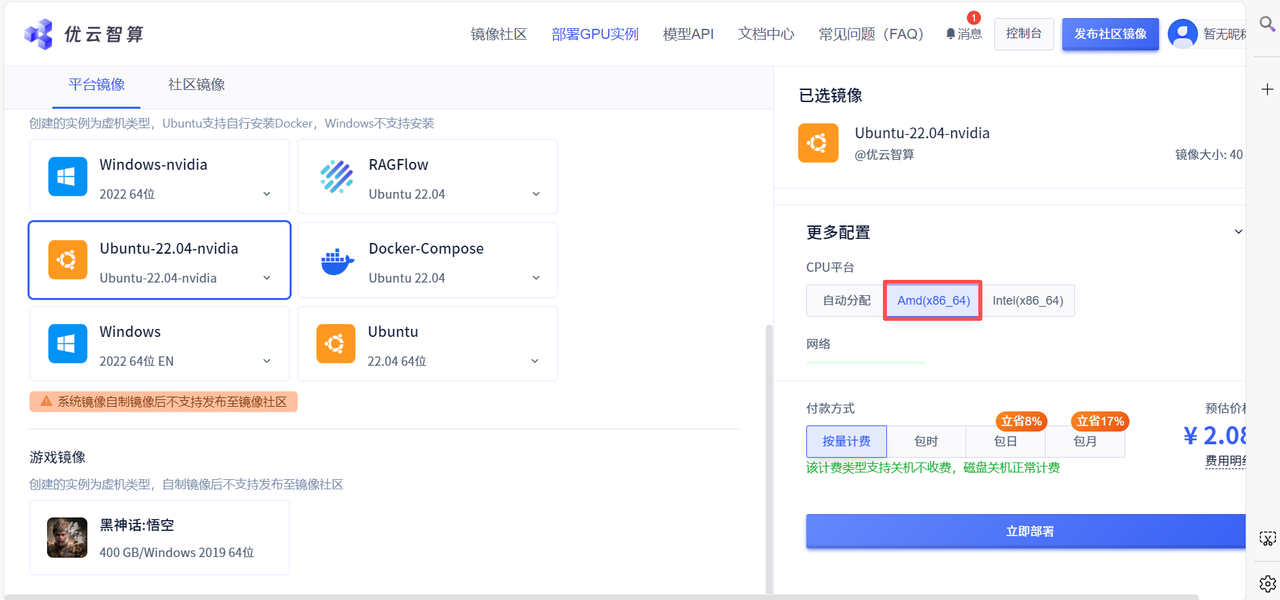 优云智算
镜像社区
部署GPU实例
模型API
文档中心
常见问题（FAQ）
1
消息
控制台
发布社区镜像
暂无昵称
平台镜像
社区镜像
创建的实例为虚机类型，Ubuntu支持自行安装Docker，Windows不支持安装
Windows-nvidia
2022 64位
RAGFlow
Ubuntu 22.04
Ubuntu-22.04-nvidia
Ubuntu-22.04-nvidia
Docker-Compose
Ubuntu 22.04
Windows
2022 64位 EN
Ubuntu
22.04 64位
系统镜像自制镜像后不支持发布至镜像社区
游戏镜像
创建的实例为虚机类型，自制镜像后不支持发布至镜像社区
黑神话:悟空
400 GB/Windows 2019 64位
已选镜像
Ubuntu-22.04-nvidia
@优云智算
镜像大小: 40
更多配置
CPU平台
自动分配
Amd(x86_64)
Intel(x86_64)
网络
付款方式
立省8%
立省17%
按量计费
包时
包日
包月
该计费类型支持关机不收费，磁盘关机正常计费
预估价格
¥ 2.08
费用明细
立即部署